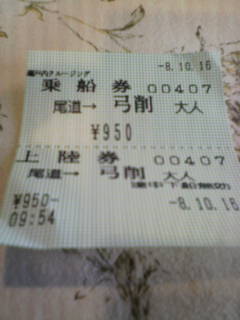 瀬戸内クルージング
-8.10.16
乗船券 00407
尾道→ 弓削 大人
¥950
上陸券 00407
尾道→ 弓削 大人
¥950-
-8.10.16
09:54